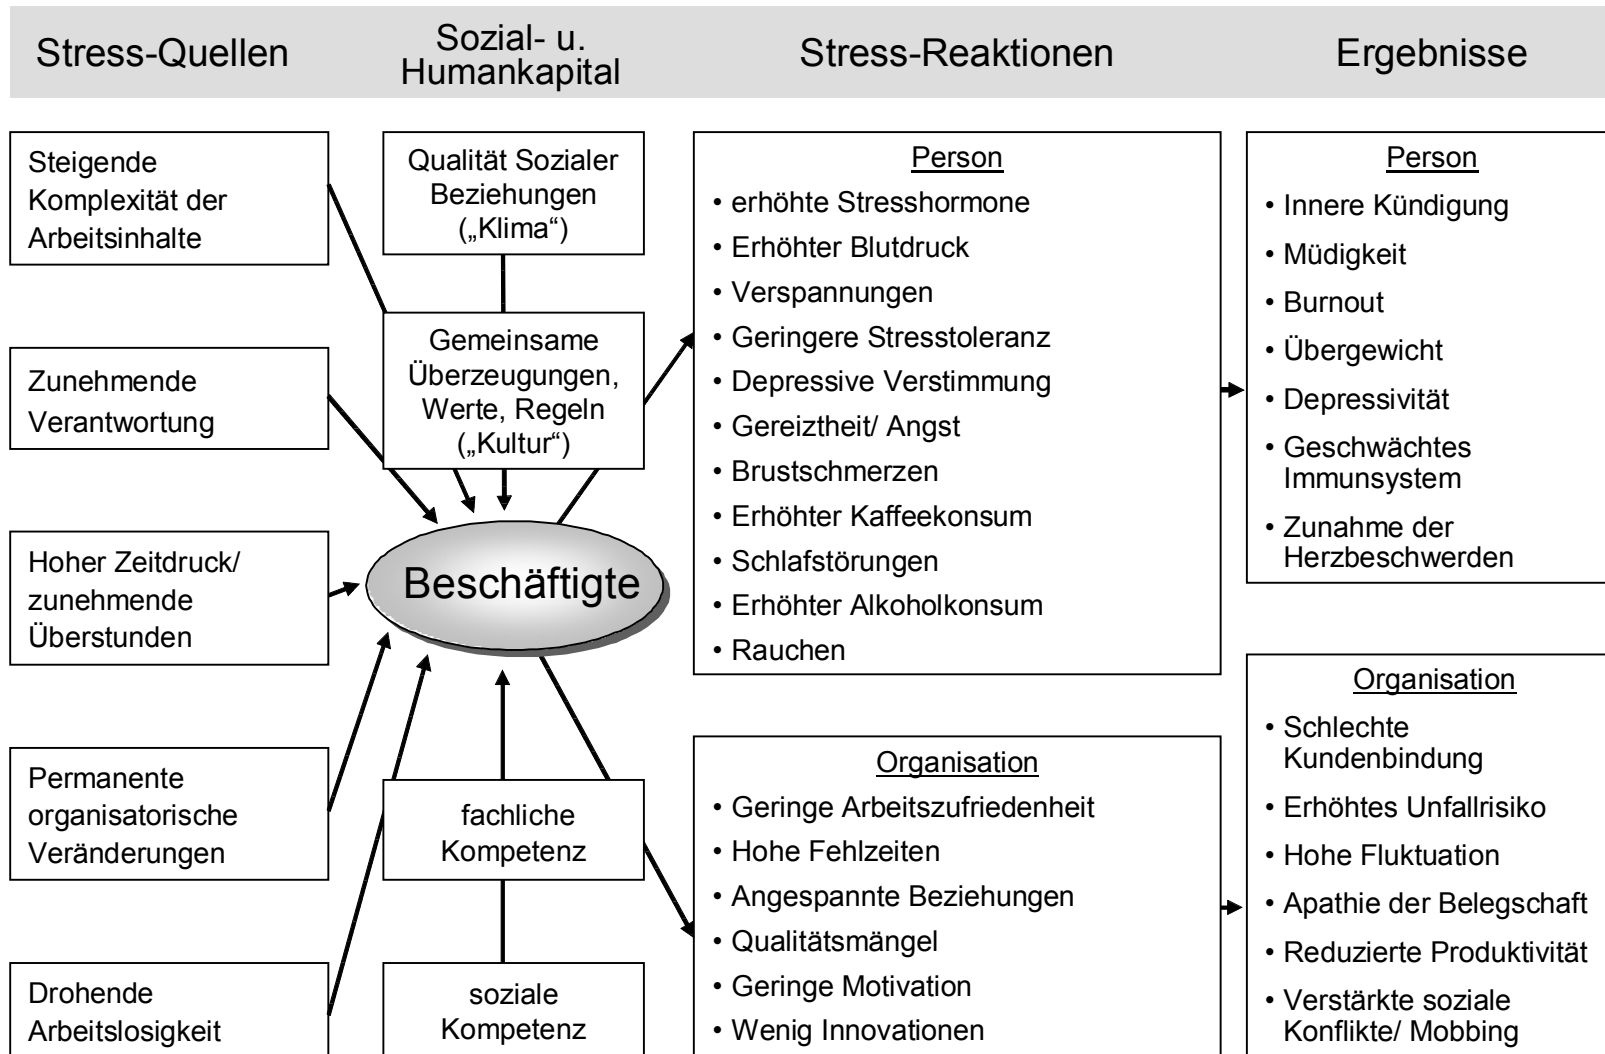 Stress-Quellen
Sozial- u.
Humankapital
Stress-Reaktionen
Ergebnisse
Steigende
Komplexität der
Arbeitsinhalte
Zunehmende
Verantwortung
Hoher Zeitdruck/
zunehmende
Überstunden
Permanente
organisatorische
Veränderungen
Drohende
Arbeitslosigkeit
Qualität Sozialer
Beziehungen
(„Klima“)
Gemeinsame
Überzeugungen,
Werte, Regeln
(„Kultur“)
Beschäftigte
fachliche
Kompetenz
soziale
Kompetenz
Person
• erhöhte Stresshormone
• Erhöhter Blutdruck
• Verspannungen
• Geringere Stresstoleranz
• Depressive Verstimmung
• Gereiztheit/ Angst
• Brustschmerzen
• Erhöhter Kaffeekonsum
• Schlafstörungen
• Erhöhter Alkoholkonsum
• Rauchen
Organisation
• Geringe Arbeitszufriedenheit
• Hohe Fehlzeiten
• Angespannte Beziehungen
• Qualitätsmängel
• Geringe Motivation
• Wenig Innovationen
Person
• Innere Kündigung
• Müdigkeit
• Burnout
• Übergewicht
• Depressivität
• Geschwächtes
Immunsystem
• Zunahme der
Herzbeschwerden
Organisation
• Schlechte
Kundenbindung
• Erhöhtes Unfallrisiko
• Hohe Fluktuation
• Apathie der Belegschaft
• Reduzierte Produktivität
• Verstärkte soziale
Konflikte/ Mobbing